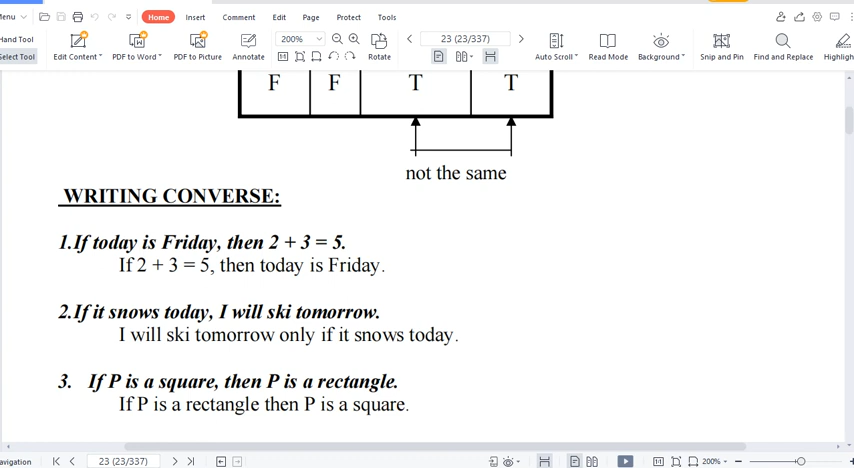 Menu Home Insert Comment Edit Page Protect Tools
Hand Tool 200% 23 (23/337)
Select Tool Edit Content PDF to Word PDF to Picture Annotate Rotate Auto Scroll Read Mode Background Snap and Pin Find and Replace Highligh
F F T T
not the same
WRITING CONVERSE:
1.If today is Friday, then 2 + 3 = 5.
If 2 + 3 = 5, then today is Friday.
2.If it snows today, I will ski tomorrow.
I will ski tomorrow only if it snows today.
3. If P is a square, then P is a rectangle.
If P is a rectangle then P is a square.
avigation 23 (23/337) 200%